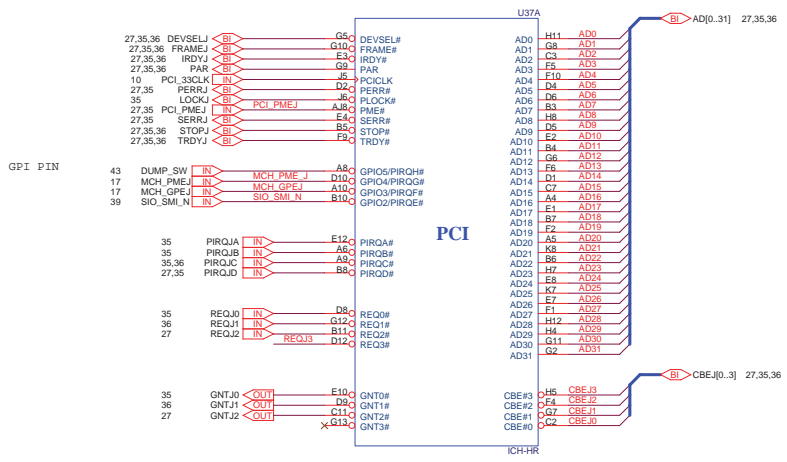 U37A
27,35,36 DEVSELJ BI G5 DEVSEL# AD0 H11 AD0 BI AD[0..31] 27,35,36
27,35,36 FRAMEJ BI G10 FRAME# AD1 G8 AD1
27,35,36 IRDYJ BI E3 IRDY# AD2 C3 AD2
27,35,36 PAR BI G9 PAR AD3 F5 AD3
10 PCI_33CLK IN J5 PCICLK AD4 F10 AD4
27,35 PERRJ BI D2 PERR# AD5 D4 AD5
35 LOCKJ BI J6 PLOCK# AD6 D6 AD6
27,35 PCI_PMEJ IN PCI_PMEJ AJ8 PME# AD7 B3 AD7
27,35 SERRJ BI E4 SERR# AD8 H8 AD8
27,35,36 STOPJ BI B5 STOP# AD9 D5 AD9
27,35,36 TRDYJ BI F9 TRDY# AD10 E2 AD10
AD11 B4 AD11
AD12 G6 AD12
GPI PIN
43 DUMP_SW IN A8 GPIO5/PIRQH# AD13 F6 AD13
17 MCH_PMEJ IN MCH_PME_J D10 GPIO4/PIRQG# AD14 D1 AD14
17 MCH_GPEJ IN MCH_GPEJ A10 GPIO3/PIRQF# AD15 C7 AD15
39 SIO_SMI_N IN SIO_SMI_N B10 GPIO2/PIRQE# AD16 A4 AD16
AD17 E1 AD17
AD18 B7 AD18
PCI
AD19 F2 AD19
35 PIRQJA IN E12 PIRQA# AD20 A5 AD20
35 PIRQJB IN A6 PIRQB# AD21 K8 AD21
35,36 PIRQJC IN A9 PIRQC# AD22 B6 AD22
27,35 PIRQJD IN B8 PIRQD# AD23 H7 AD23
AD24 E8 AD24
AD25 K7 AD25
AD26 E7 AD26
35 REQJ0 IN D8 REQ0# AD27 F1 AD27
36 REQJ1 IN G12 REQ1# AD28 H12 AD28
27 REQJ2 IN B11 REQ2# AD29 H4 AD29
REQJ3 D12 REQ3# AD30 G11 AD30
AD31 G2 AD31
BI CBEJ[0..3] 27,35,36
35 GNTJ0 OUT E10 GNT0# CBE#3 H5 CBEJ3
36 GNTJ1 OUT D9 GNT1# CBE#2 F4 CBEJ2
27 GNTJ2 OUT C11 GNT2# CBE#1 G7 CBEJ1
G13 GNT3# CBE#0 C2 CBEJ0
ICH-HR